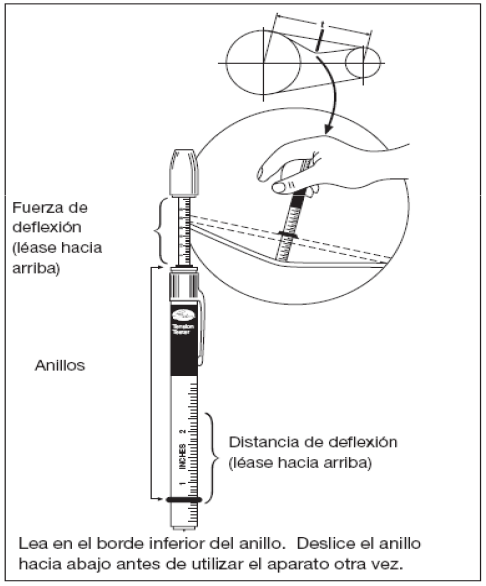 t
Fuerza de
deflexión
(léase hacia
arriba)
Tension
Tester
Anillos
1 INCHES 2
Distancia de deflexión
(léase hacia arriba)
Lea en el borde inferior del anillo. Deslice el anillo
hacia abajo antes de utilizar el aparato otra vez.